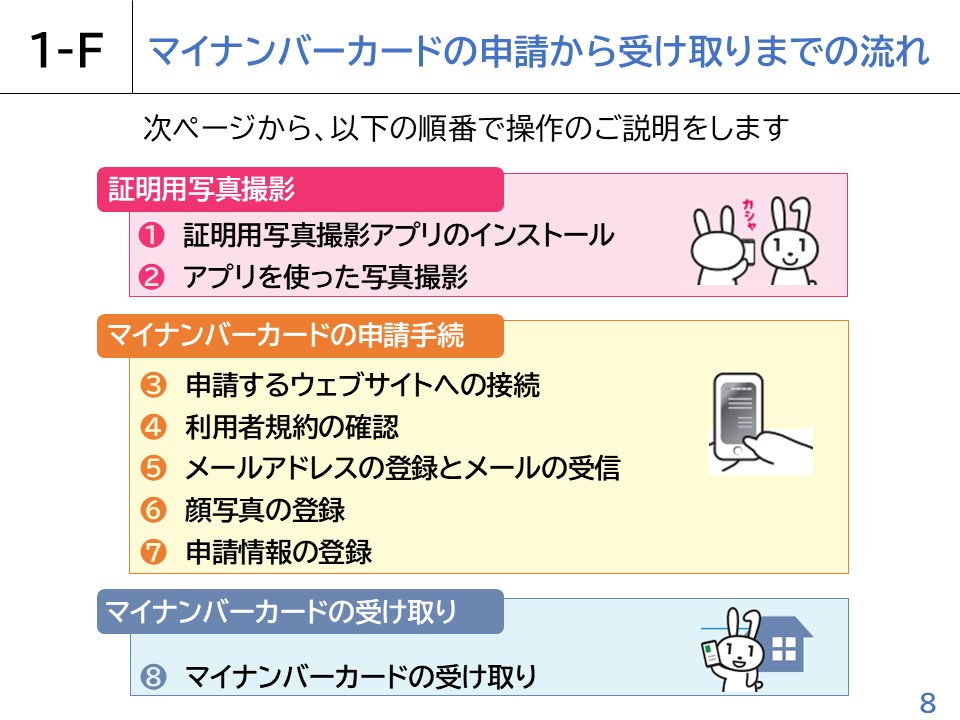 1-F
マイナンバーカードの申請から受け取りまでの流れ
次ページから、以下の順番で操作のご説明をします
証明用写真撮影
❶ 証明用写真撮影アプリのインストール
❷ アプリを使った写真撮影
カシャ
マイナンバーカードの申請手続
❸ 申請するウェブサイトへの接続
❹ 利用者規約の確認
❺ メールアドレスの登録とメールの受信
❻ 顔写真の登録
❼ 申請情報の登録
マイナンバーカードの受け取り
❽ マイナンバーカードの受け取り
8